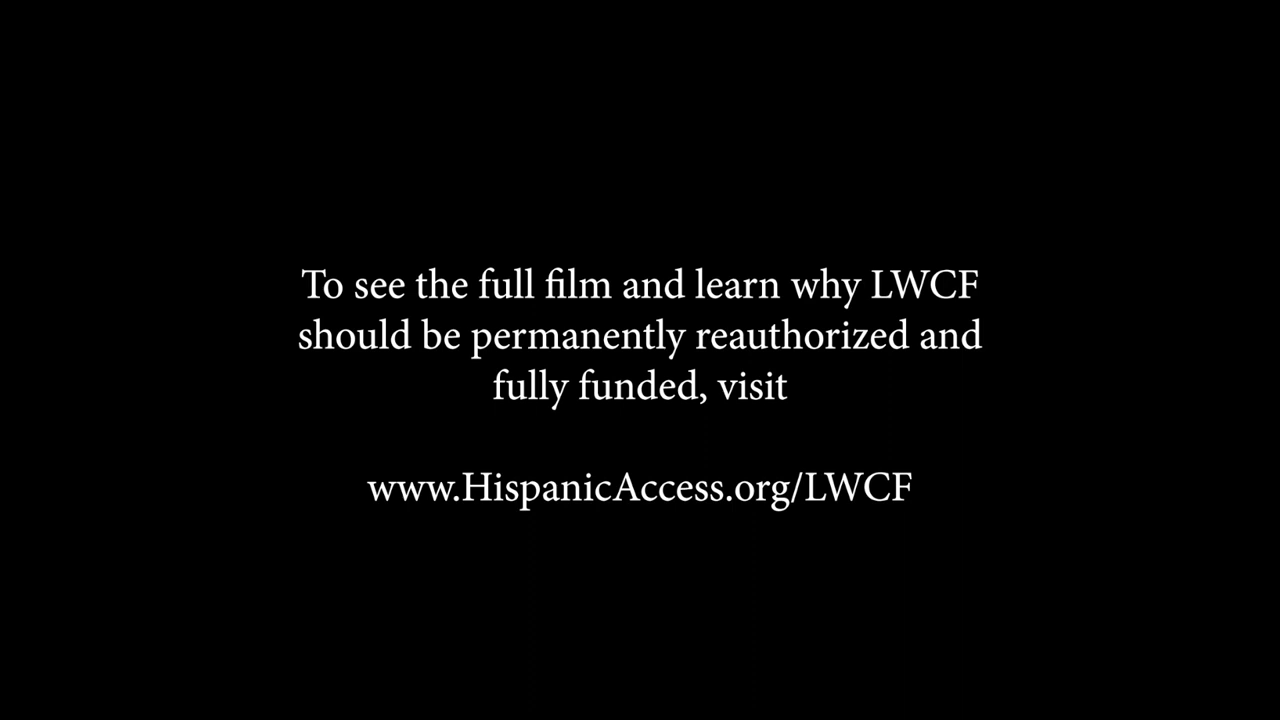 To see the full film and learn why LWCF
should be permanently reauthorized and
fully funded, visit
www.HispanicAccess.org/LWCF